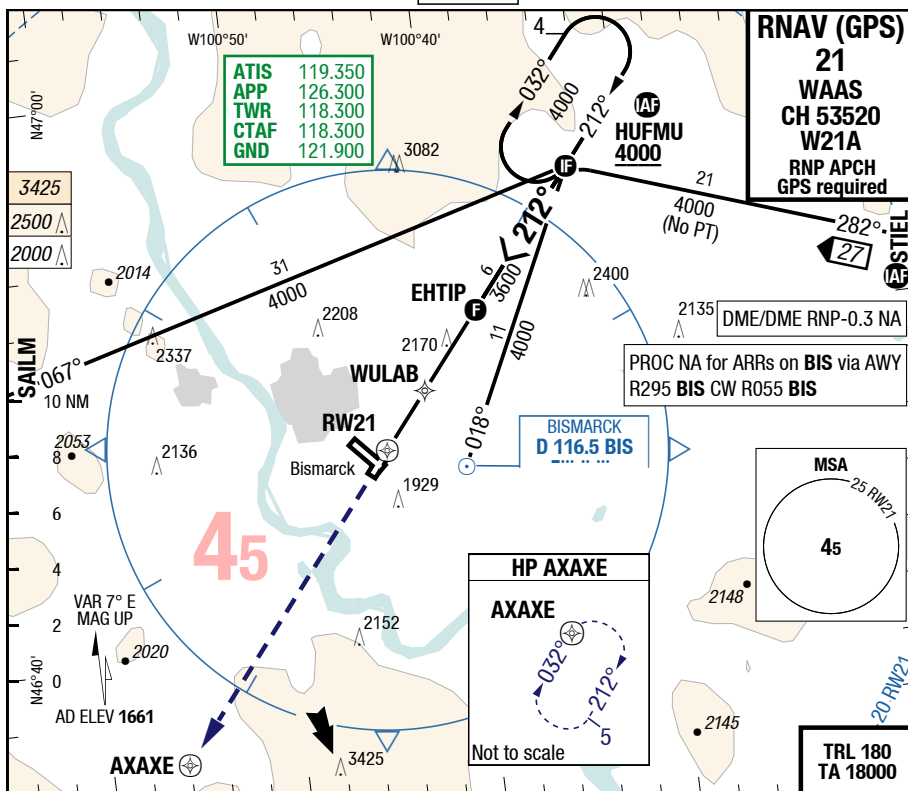 W100°50'
W100°40'
N47°00'
ATIS 119.350
APP 126.300
TWR 118.300
CTAF 118.300
GND 121.900
RNAV (GPS)
21
WAAS
CH 53520
W21A
RNP APCH
GPS required
4
032°
4000
212°
IAF
HUFMU
4000
IF
3082
3425
2500
2000
2014
31
4000
212°
21
4000
(No PT)
282°
27
STIEL
IAF
6
3600
EHTIP
F
11
4000
2400
2135
DME/DME RNP-0.3 NA
2208
2170
2337
067°
10 NM
SAILM
PROC NA for ARRs on BIS via AWY
R295 BIS CW R055 BIS
WULAB
RW21
Bismarck
018°
BISMARCK
D 116.5 BIS
2053
2136
1929
8
6
4
2
0
45
MSA
25 RW21
45
HP AXAXE
AXAXE
032°
212°
5
Not to scale
VAR 7° E
MAG UP
2020
2152
2148
2145
N46°40'
AD ELEV 1661
AXAXE
3425
20 RW21
TRL 180
TA 18000